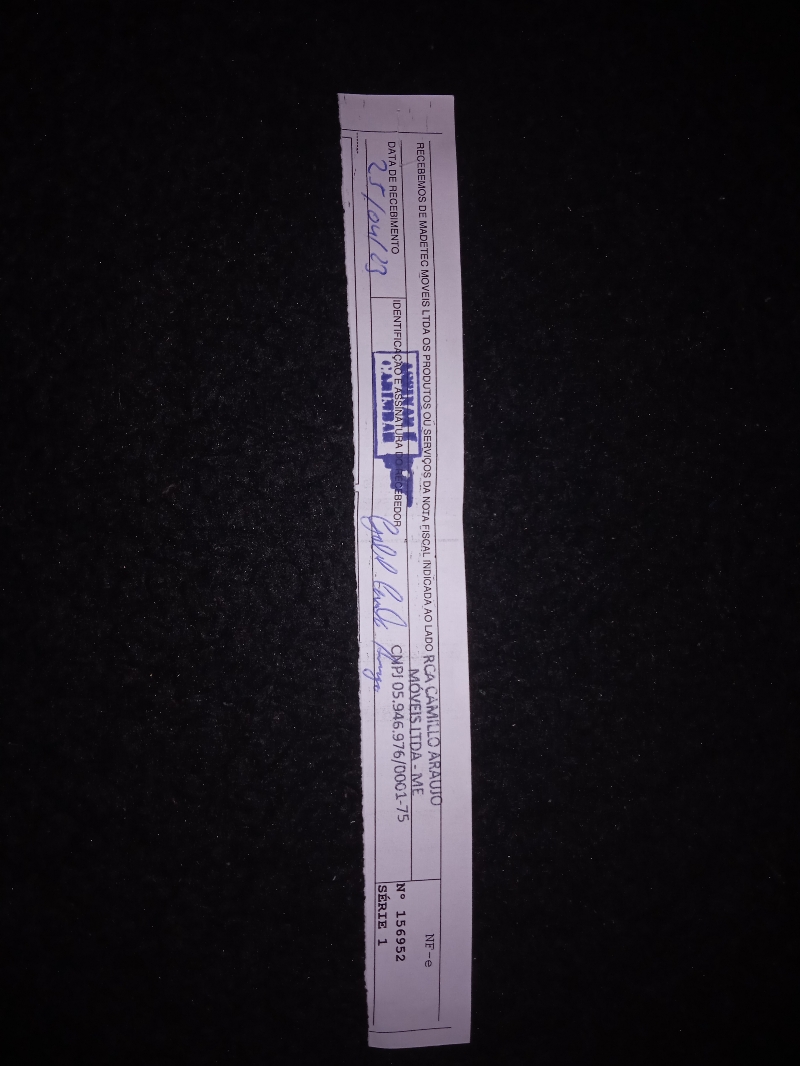 RECEBEMOS DE MADETEC MOVEIS LTDA OS PRODUTOS OU SERVIÇOS DA NOTA FISCAL INDICADA AO LADO
NF-e
DATA DE RECEBIMENTO
25/04/23
IDENTIFICAÇÃO E ASSINATURA DO RECEBEDOR
CARIMBAR
RCA CAMILLO ARAUJO
MÓVEIS LTDA - ME
CNPJ 05.946.976/0001-75
Nº 156952
SÉRIE 1